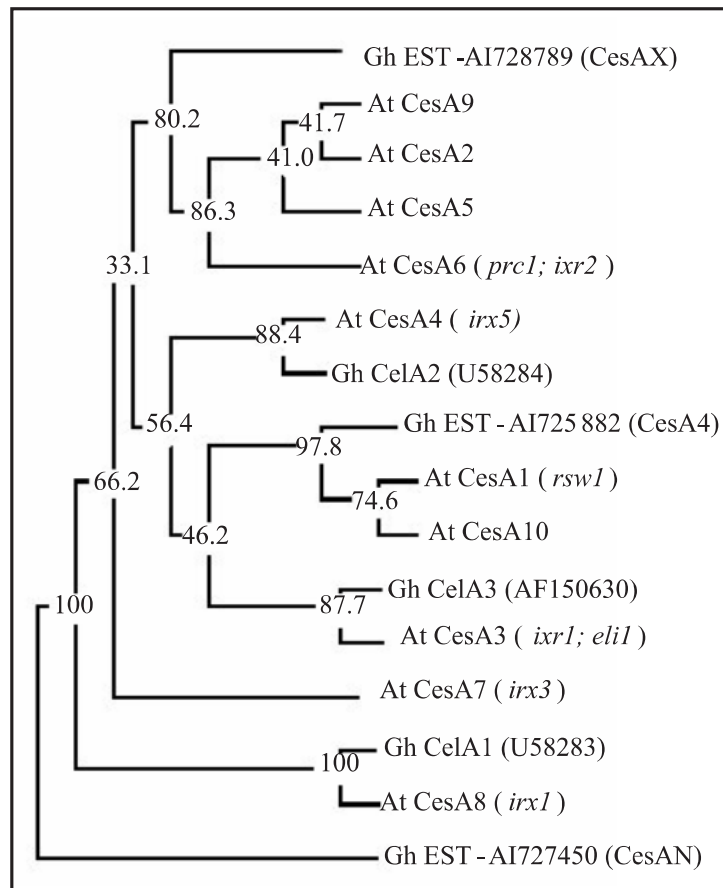 Gh EST - AI728789 (CesAX)
At CesA9
80.2
41.7
41.0
At CesA2
86.3
At CesA5
33.1
At CesA6 ( prc1; ixr2 )
At CesA4 ( irx5)
88.4
Gh CelA2 (U58284)
56.4
Gh EST - AI725 882 (CesA4)
97.8
66.2
At CesA1 ( rsw1 )
74.6
46.2
At CesA10
Gh CelA3 (AF150630)
100
87.7
At CesA3 ( ixr1; eli1 )
At CesA7 ( irx3 )
Gh CelA1 (U58283)
100
At CesA8 ( irx1 )
Gh EST - AI727450 (CesAN)